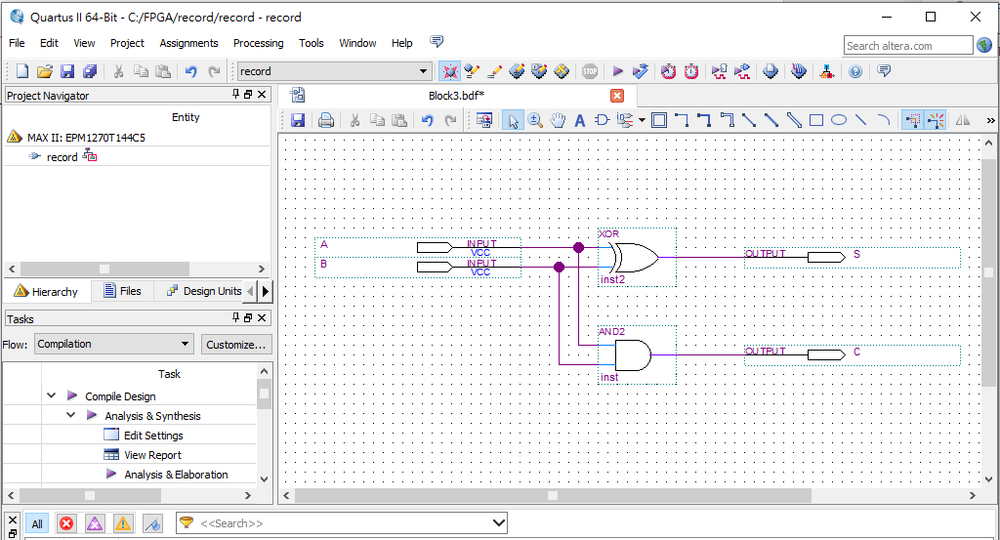 Quartus II 64-Bit - C:/FPGA/record/record - record
File Edit View Project Assignments Processing Tools Window Help
Search altera.com
record
Project Navigator
Block3.bdf*
Entity
MAX II: EPM1270T144C5
record
Hierarchy Files Design Units
Tasks
Flow: Compilation Customize...
Task
Compile Design
Analysis & Synthesis
Edit Settings
View Report
Analysis & Elaboration
A INPUT
VCC
B INPUT
VCC
XOR
inst2
OUTPUT S
AND2
inst
OUTPUT C
All <<Search>>